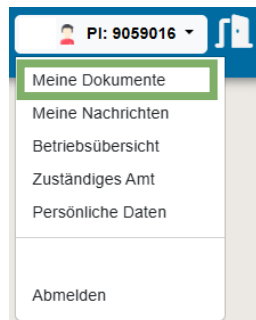 PI: 9059016
Meine Dokumente
Meine Nachrichten
Betriebsübersicht
Zuständiges Amt
Persönliche Daten
Abmelden